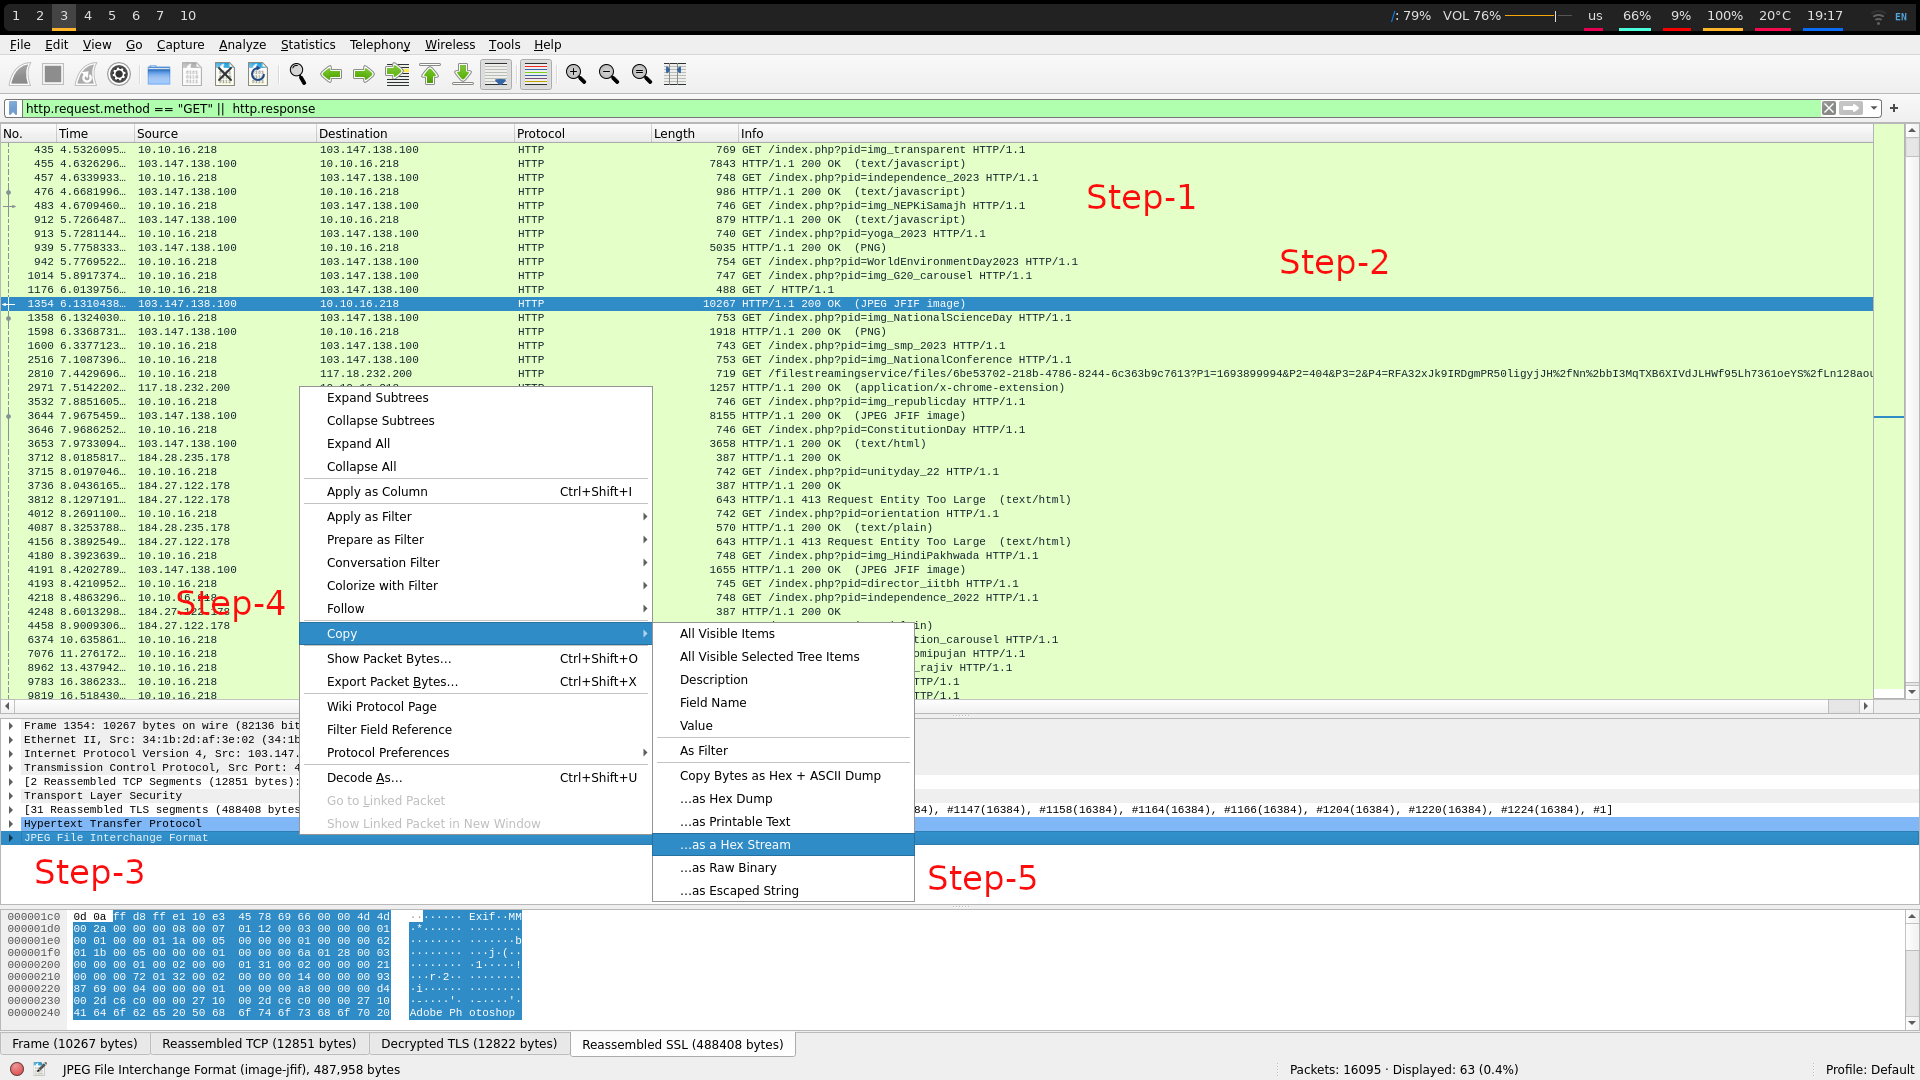 1 2 3 4 5 6 7 10 /: 79% VOL 76% us 66% 9% 100% 20°C 19:17 EN
File Edit View Go Capture Analyze Statistics Telephony Wireless Tools Help
http.request.method == "GET" || http.response
No. Time Source Destination Protocol Length Info
435 4.5326095… 10.10.16.218 103.147.138.100 HTTP 769 GET /index.php?pid=img_transparent HTTP/1.1
455 4.6326296… 103.147.138.100 10.10.16.218 HTTP 7843 HTTP/1.1 200 OK (text/javascript)
457 4.6339933… 10.10.16.218 103.147.138.100 HTTP 748 GET /index.php?pid=independence_2023 HTTP/1.1
476 4.6681996… 103.147.138.100 10.10.16.218 HTTP 986 HTTP/1.1 200 OK (text/javascript)
Step-1
483 4.6709460… 10.10.16.218 103.147.138.100 HTTP 746 GET /index.php?pid=img_NEPKiSamajh HTTP/1.1
912 5.7266487… 103.147.138.100 10.10.16.218 HTTP 879 HTTP/1.1 200 OK (text/javascript)
913 5.7281144… 10.10.16.218 103.147.138.100 HTTP 740 GET /index.php?pid=yoga_2023 HTTP/1.1
939 5.7758333… 103.147.138.100 10.10.16.218 HTTP 5035 HTTP/1.1 200 OK (PNG)
942 5.7769522… 10.10.16.218 103.147.138.100 HTTP 754 GET /index.php?pid=WorldEnvironmentDay2023 HTTP/1.1
Step-2
1014 5.8917374… 10.10.16.218 103.147.138.100 HTTP 747 GET /index.php?pid=img_G20_carousel HTTP/1.1
1176 6.0139756… 10.10.16.218 103.147.138.100 HTTP 488 GET / HTTP/1.1
1354 6.1310438… 103.147.138.100 10.10.16.218 HTTP 10267 HTTP/1.1 200 OK (JPEG JFIF image)
1358 6.1324030… 10.10.16.218 103.147.138.100 HTTP 753 GET /index.php?pid=img_NationalScienceDay HTTP/1.1
1598 6.3368731… 103.147.138.100 10.10.16.218 HTTP 1918 HTTP/1.1 200 OK (PNG)
1600 6.3377123… 10.10.16.218 103.147.138.100 HTTP 743 GET /index.php?pid=img_smp_2023 HTTP/1.1
2516 7.1087396… 10.10.16.218 103.147.138.100 HTTP 753 GET /index.php?pid=img_NationalConference HTTP/1.1
2810 7.4429696… 10.10.16.218 117.18.232.200 HTTP 719 GET /filestreamingservice/files/6be53702-218b-4786-8244-6c363b9c7613?P1=1693899994&P2=404&P3=2&P4=RFA32xJk9IRDgmPR50ligyjJH%2fNn%2bbI3MqTXB6XIVdJLHWf95Lh7361oeYS%2fLn128aou
2971 7.5142202… 117.18.232.200 1257 HTTP/1.1 200 OK (application/x-chrome-extension)
3532 7.8851605… 10.10.16.218 746 GET /index.php?pid=img_republicday HTTP/1.1
3644 7.9675459… 103.147.138.100 8155 HTTP/1.1 200 OK (JPEG JFIF image)
3646 7.9686252… 10.10.16.218 746 GET /index.php?pid=ConstitutionDay HTTP/1.1
3653 7.9733094… 103.147.138.100 3658 HTTP/1.1 200 OK (text/html)
3712 8.0185817… 184.28.235.178 387 HTTP/1.1 200 OK
3715 8.0197046… 10.10.16.218 742 GET /index.php?pid=unityday_22 HTTP/1.1
3736 8.0436165… 184.27.122.178 387 HTTP/1.1 200 OK
3812 8.1297191… 184.27.122.178 643 HTTP/1.1 413 Request Entity Too Large (text/html)
4012 8.2691100… 10.10.16.218 742 GET /index.php?pid=orientation HTTP/1.1
4087 8.3253788… 184.28.235.178 570 HTTP/1.1 200 OK (text/plain)
4156 8.3892549… 184.27.122.178 643 HTTP/1.1 413 Request Entity Too Large (text/html)
4180 8.3923639… 10.10.16.218 748 GET /index.php?pid=img_HindiPakhwada HTTP/1.1
4191 8.4202789… 103.147.138.100 1655 HTTP/1.1 200 OK (JPEG JFIF image)
4193 8.4210952… 10.10.16.218 745 GET /index.php?pid=director_iitbh HTTP/1.1
4218 8.4863296… 10.10.16.218 748 GET /index.php?pid=independence_2022 HTTP/1.1
Step-4
4248 8.6013298… 184.27.122.178 387 HTTP/1.1 200 OK
4458 8.9009306… 184.27.122.178 in)
6374 10.635861… 10.10.16.218 tion_carousel HTTP/1.1
7076 11.276172… 10.10.16.218 omipujan HTTP/1.1
8962 13.437942… 10.10.16.218 _rajiv HTTP/1.1
9783 16.386233… 10.10.16.218 TTP/1.1
9819 16.518430… 10.10.16.218 TTP/1.1
Expand Subtrees
Collapse Subtrees
Expand All
Collapse All
Apply as Column Ctrl+Shift+I
Apply as Filter
Prepare as Filter
Conversation Filter
Colorize with Filter
Follow
Copy
Show Packet Bytes… Ctrl+Shift+O
Export Packet Bytes… Ctrl+Shift+X
Wiki Protocol Page
Filter Field Reference
Protocol Preferences
Decode As… Ctrl+Shift+U
Go to Linked Packet
Show Linked Packet in New Window
All Visible Items
All Visible Selected Tree Items
Description
Field Name
Value
As Filter
Copy Bytes as Hex + ASCII Dump
…as Hex Dump
…as Printable Text
…as a Hex Stream
…as Raw Binary
…as Escaped String
Frame 1354: 10267 bytes on wire (82136 bit
Ethernet II, Src: 34:1b:2d:af:3e:02 (34:1b
Internet Protocol Version 4, Src: 103.147.
Transmission Control Protocol, Src Port: 4
[2 Reassembled TCP Segments (12851 bytes):
Transport Layer Security
[31 Reassembled TLS segments (488408 bytes 84), #1147(16384), #1158(16384), #1164(16384), #1166(16384), #1204(16384), #1220(16384), #1224(16384), #1]
Hypertext Transfer Protocol
JPEG File Interchange Format
Step-3
Step-5
000001c0 0d 0a ff d8 ff e1 10 e3 45 78 69 66 00 00 4d 4d ········ Exif··MM
000001d0 00 2a 00 00 00 08 00 07 01 12 00 03 00 00 00 01 ·*······ ········
000001e0 00 01 00 00 01 1a 00 05 00 00 00 01 00 00 00 62 ········ ·······b
000001f0 01 1b 00 05 00 00 00 01 00 00 00 6a 01 28 00 03 ········ ···j·(··
00000200 00 00 00 01 00 02 00 00 01 31 00 02 00 00 00 21 ········ ·1·····!
00000210 00 00 00 72 01 32 00 02 00 00 00 14 00 00 00 93 ···r·2·· ········
00000220 87 69 00 04 00 00 00 01 00 00 00 a8 00 00 00 d4 ·i······ ········
00000230 00 2d c6 c0 00 00 27 10 00 2d c6 c0 00 00 27 10 ·-····'· ·-····'·
00000240 41 64 6f 62 65 20 50 68 6f 74 6f 73 68 6f 70 20 Adobe Ph otoshop
Frame (10267 bytes) Reassembled TCP (12851 bytes) Decrypted TLS (12822 bytes) Reassembled SSL (488408 bytes)
JPEG File Interchange Format (image-jfif), 487,958 bytes Packets: 16095 · Displayed: 63 (0.4%) Profile: Default